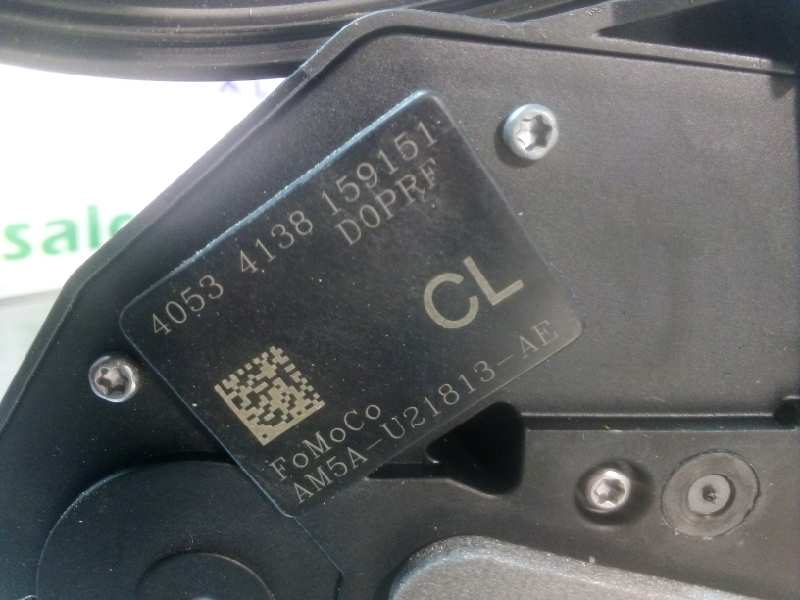 sale
4053 4138 159151
D0PRF
CL
FoMoCo
AM5A-U21813-AE